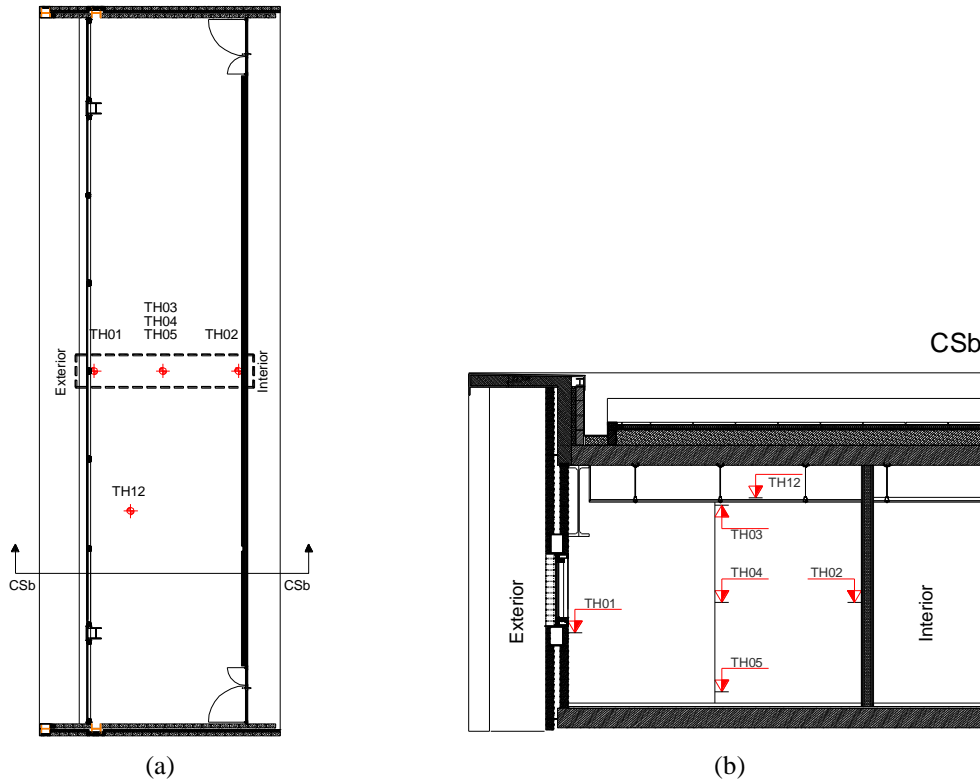 TH03
TH04
TH01 TH05 TH02
Exterior
Interior
TH12
CSb CSb
(a)
CSb
TH12
TH03
TH04 TH02
TH01
TH05
Exterior
Interior
(b)